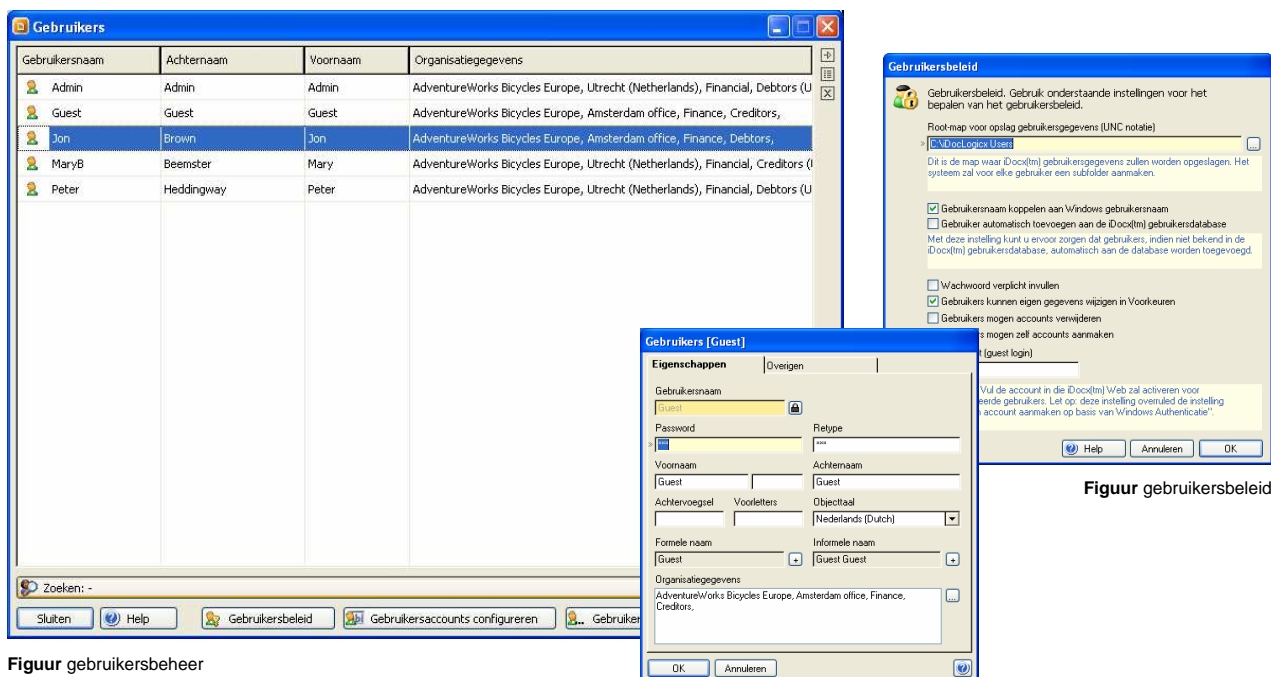 Gebruikers
Gebruikersnaam Achternaam Voornaam Organisatiegegevens
Admin Admin Admin AdventureWorks Bicycles Europe, Utrecht (Netherlands), Financial, Debtors (U
Guest Guest Guest AdventureWorks Bicycles Europe, Amsterdam office, Finance, Creditors,
Jon Brown Jon AdventureWorks Bicycles Europe, Amsterdam office, Finance, Debtors,
MaryB Beemster Mary AdventureWorks Bicycles Europe, Utrecht (Netherlands), Financial, Creditors (
Peter Heddingway Peter AdventureWorks Bicycles Europe, Utrecht (Netherlands), Financial, Debtors (U
Zoeken: -
Sluiten Help Gebruikersbeleid Gebruikersaccounts configureren Gebruiker
Figuur gebruikersbeheer
Gebruikers [Guest]
Eigenschappen Overigen
Gebruikersnaam
Guest
Password Retype
*** ***
Voornaam Achternaam
Guest Guest
Achtervoegsel Voorletters Objecttaal
Nederlands (Dutch)
Formele naam Informele naam
Guest + Guest Guest +
Organisatiegegevens
AdventureWorks Bicycles Europe, Amsterdam office, Finance, ...
Creditors,
OK Annuleren
Gebruikersbeleid
Gebruikersbeleid. Gebruik onderstaande instellingen voor het
bepalen van het gebruikersbeleid.
Root-map voor opslag gebruikersgegevens (UNC notatie)
C:\iDocLogicx Users ...
Dit is de map waar iDocx(tm) gebruikersgegevens zullen worden opgeslagen. Het
systeem zal voor elke gebruiker een subfolder aanmaken.
Gebruikersnaam koppelen aan Windows gebruikersnaam
Gebruiker automatisch toevoegen aan de iDocx(tm) gebruikersdatabase
Met deze instelling kunt u ervoor zorgen dat gebruikers, indien niet bekend in de
iDocx(tm) gebruikersdatabase, automatisch aan de database worden toegevoegd.
Wachwoord verplicht invullen
Gebruikers kunnen eigen gegevens wijzigen in Voorkeuren
Gebruikers mogen accounts verwijderen
s mogen zelf accounts aanmaken
t (guest login)
Vul de account in die iDocx(tm) Web zal activeren voor
eerde gebruikers. Let op: deze instelling overruled de instelling
account aanmaken op basis van Windows Authenticatie".
Help Annuleren OK
Figuur gebruikersbeleid